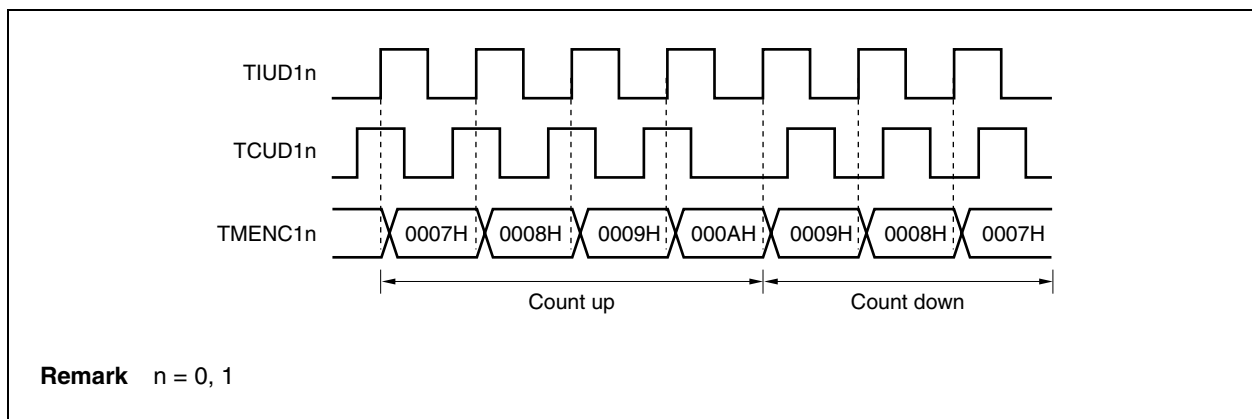 TIUD1n
TCUD1n
TMENC1n 0007H 0008H 0009H 000AH 0009H 0008H 0007H
Count up Count down
Remark n = 0, 1